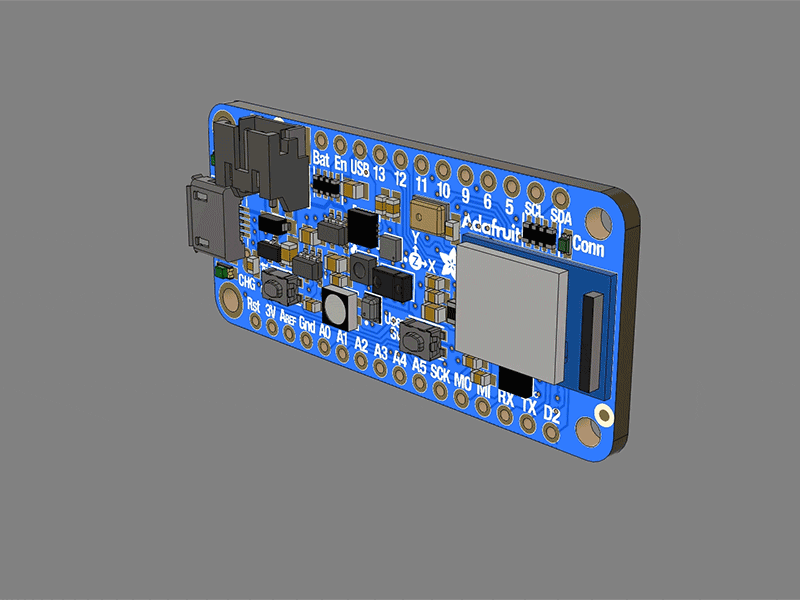 Bat En USB 13 12 11 10 9 6 5 SCL SDA
Adafruit
Conn
Y
Z X
CHG
Rst 3V Aref Gnd A0 A1 A2 A3 A4 A5 SCK MO MI RX TX D2